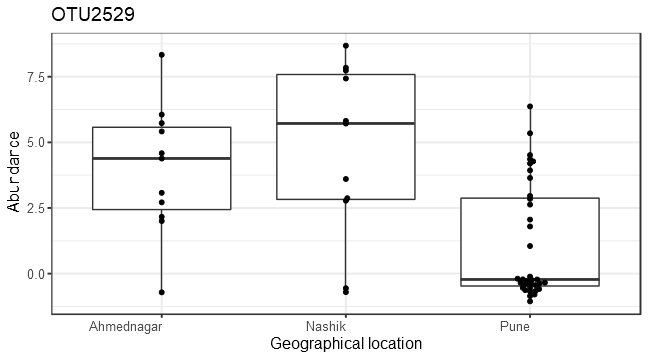 OTU2529
7.5
5.0
2.5
0.0
Abundance
Ahmednagar Nashik Pune
Geographical location